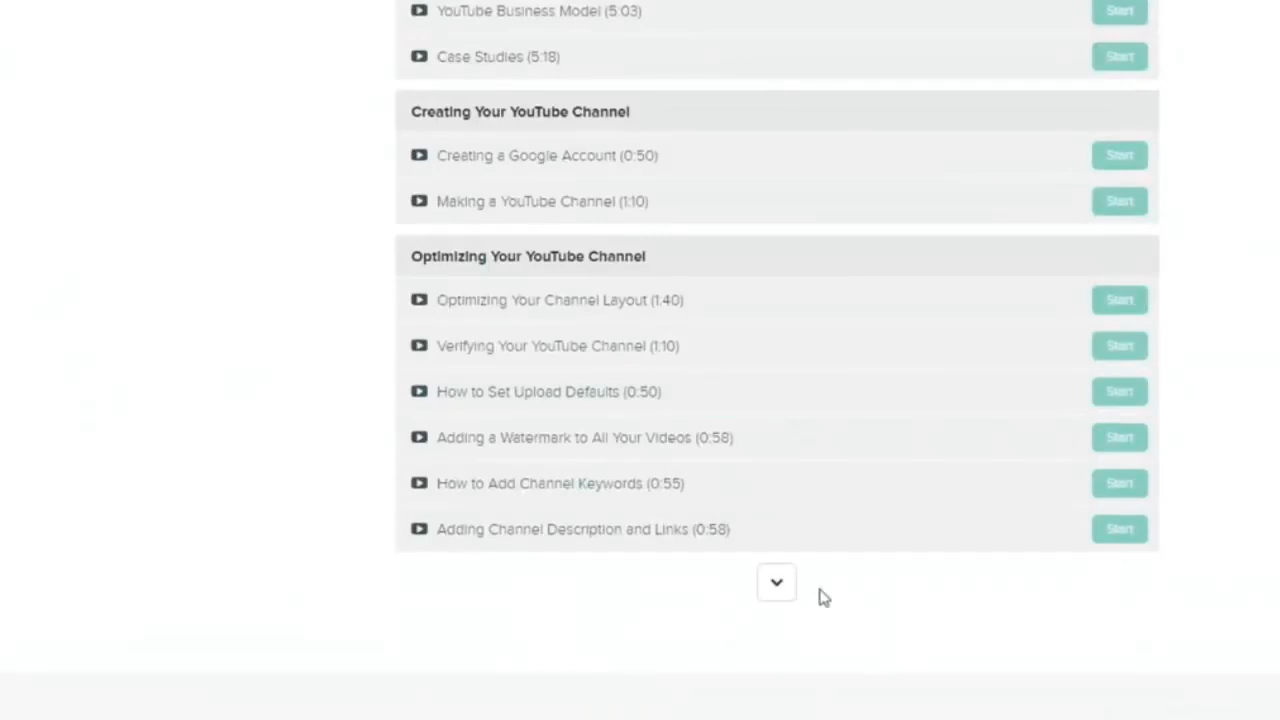 YouTube Business Model (5:03) Start
Case Studies (5:18) Start
Creating Your YouTube Channel
Creating a Google Account (0:50) Start
Making a YouTube Channel (1:10) Start
Optimizing Your YouTube Channel
Optimizing Your Channel Layout (1:40) Start
Verifying Your YouTube Channel (1:10) Start
How to Set Upload Defaults (0:50) Start
Adding a Watermark to All Your Videos (0:58) Start
How to Add Channel Keywords (0:55) Start
Adding Channel Description and Links (0:58) Start